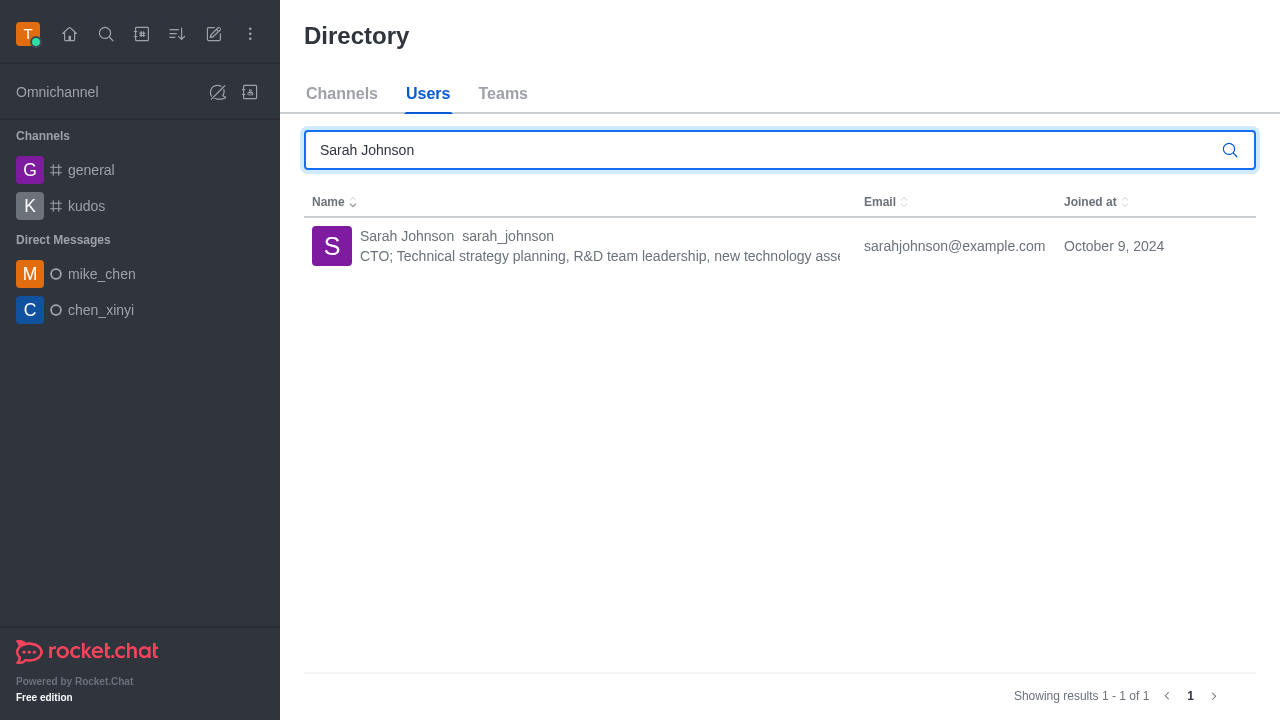 T
Omnichannel
Channels
G general
K kudos
Direct Messages
M mike_chen
C chen_xinyi
rocket.chat
Powered by Rocket.Chat
Free edition
Directory
Channels Users Teams
Sarah Johnson
Name Email Joined at
S Sarah Johnson sarah_johnson sarahjohnson@example.com October 9, 2024
CTO; Technical strategy planning, R&D team leadership, new technology asse
Showing results 1 - 1 of 1 1